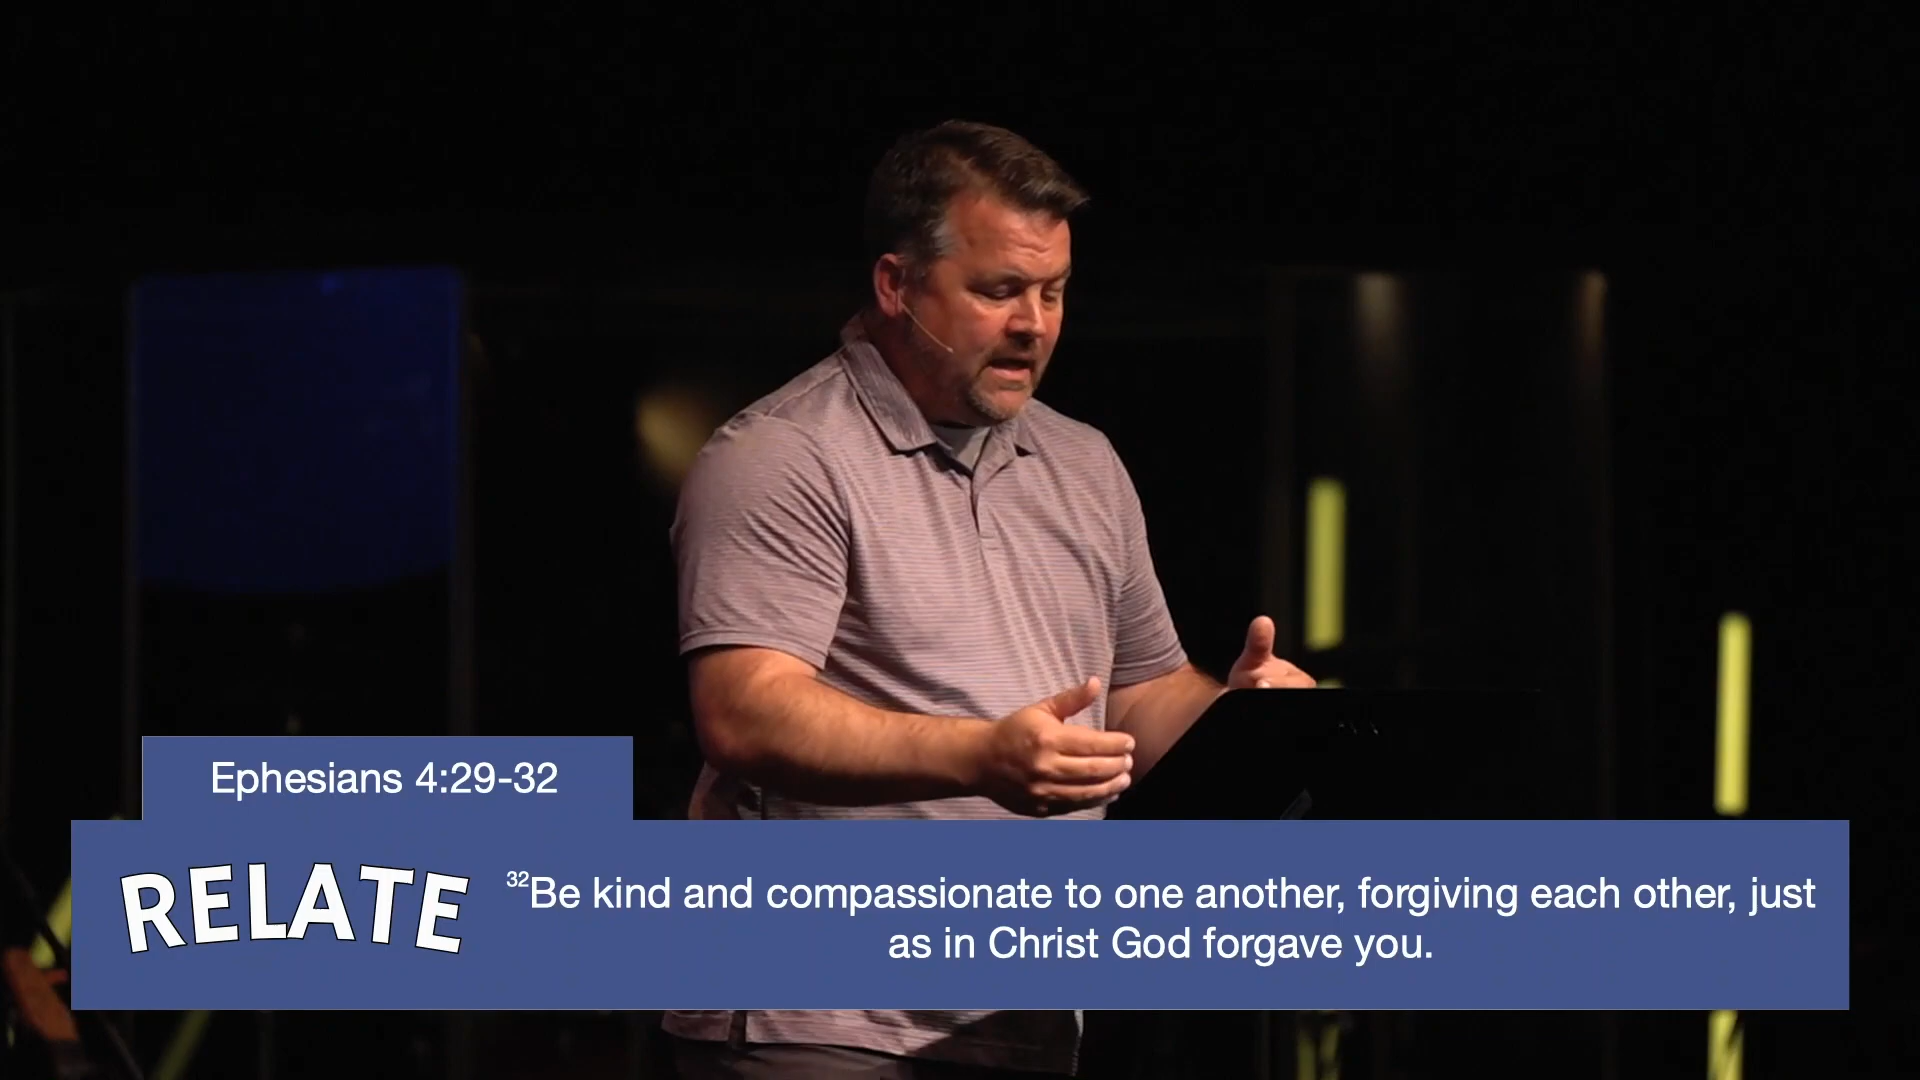 Ephesians 4:29-32
RELATE
³²Be kind and compassionate to one another, forgiving each other, just
as in Christ God forgave you.